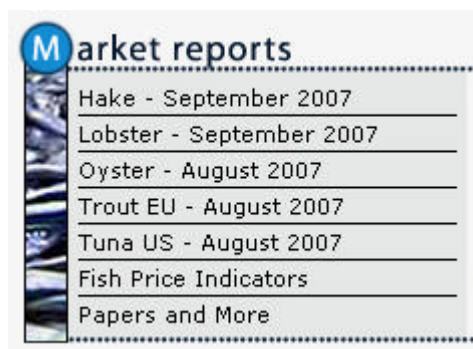 Market reports
Hake - September 2007
Lobster - September 2007
Oyster - August 2007
Trout EU - August 2007
Tuna US - August 2007
Fish Price Indicators
Papers and More